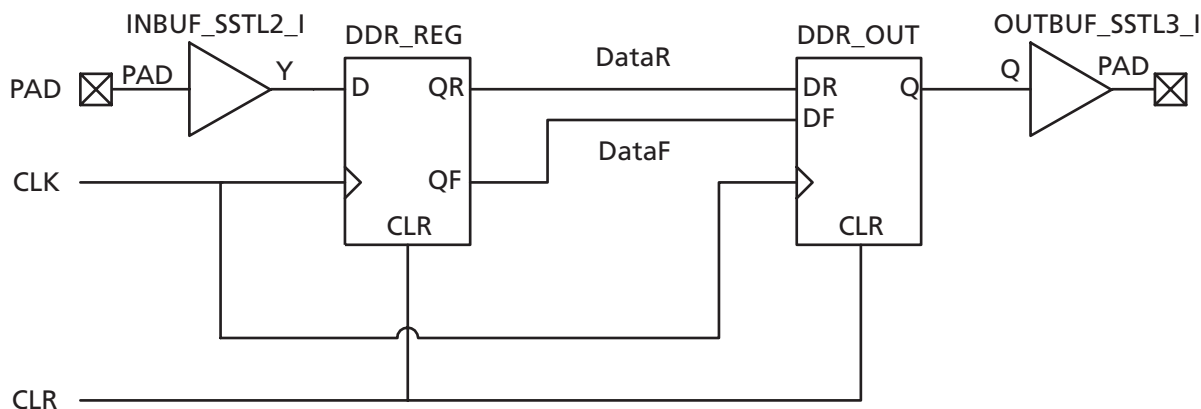 INBUF_SSTL2_I
DDR_REG
DDR_OUT
OUTBUF_SSTL3_I
PAD
PAD
Y
D
QR
DataR
DR
Q
Q
PAD
DF
DataF
CLK
QF
CLR
CLR
CLR